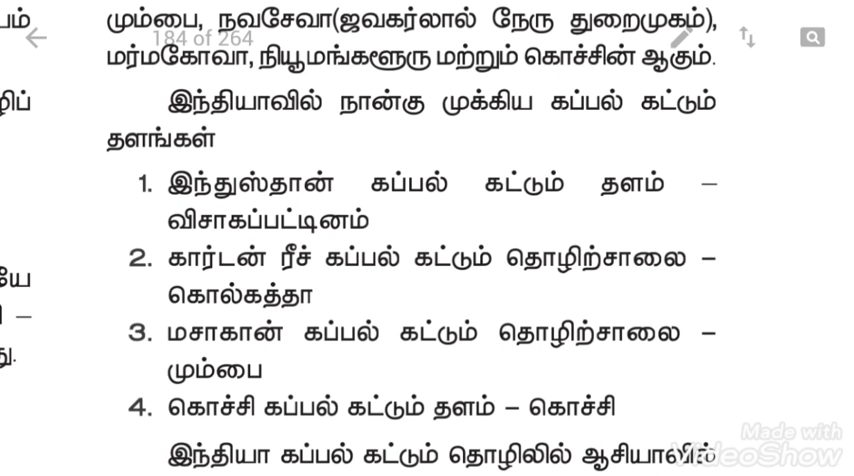 பம்
மும்பை, நவசேவா(ஜவகர்லால் நேரு துறைமுகம்),
184 of 264
மர்மகோவா, நியூமங்களூரு மற்றும் கொச்சின் ஆகும்.
ழிப்
இந்தியாவில் நான்கு முக்கிய கப்பல் கட்டும்
தளங்கள்
1. இந்துஸ்தான் கப்பல் கட்டும் தளம் –
விசாகப்பட்டினம்
2. கார்டன் ரீச் கப்பல் கட்டும் தொழிற்சாலை –
யே
கொல்கத்தா
–
3. மசாகான் கப்பல் கட்டும் தொழிற்சாலை –
து.
மும்பை
4. கொச்சி கப்பல் கட்டும் தளம் – கொச்சி
இந்தியா கப்பல் கட்டும் தொழிலில் ஆசியாவில்
Made with
VideoShow